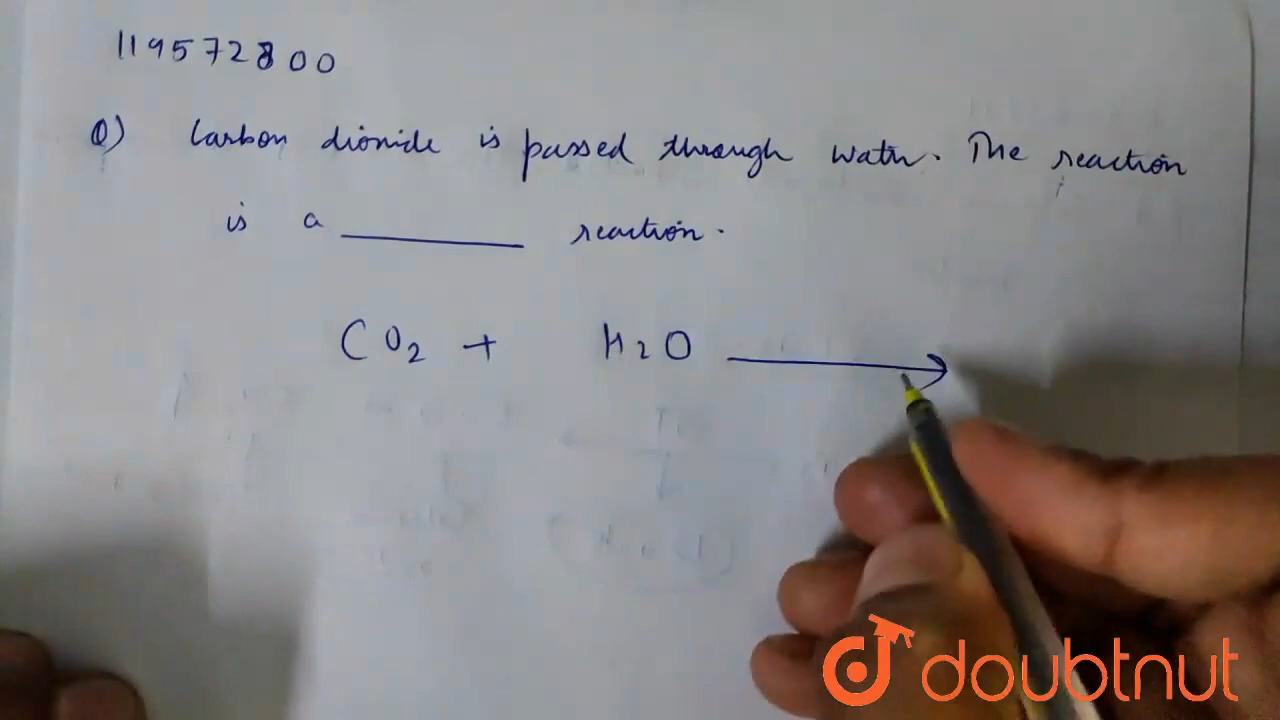 119572800
Q) Carbon dioxide is passed through water. The reaction
is a ________ reaction.
CO₂ + H₂O ⟶
doubtnut